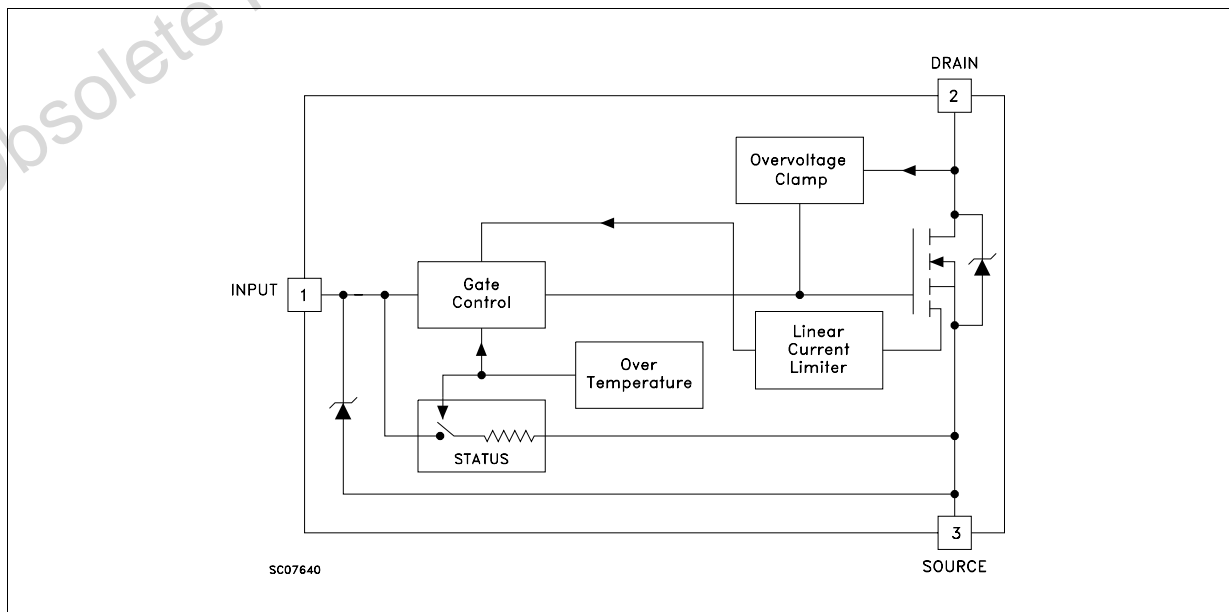 bsolete
DRAIN
2
Overvoltage
Clamp
INPUT
1
Gate
Control
Linear
Current
Limiter
Over
Temperature
STATUS
3
SOURCE
SC07640